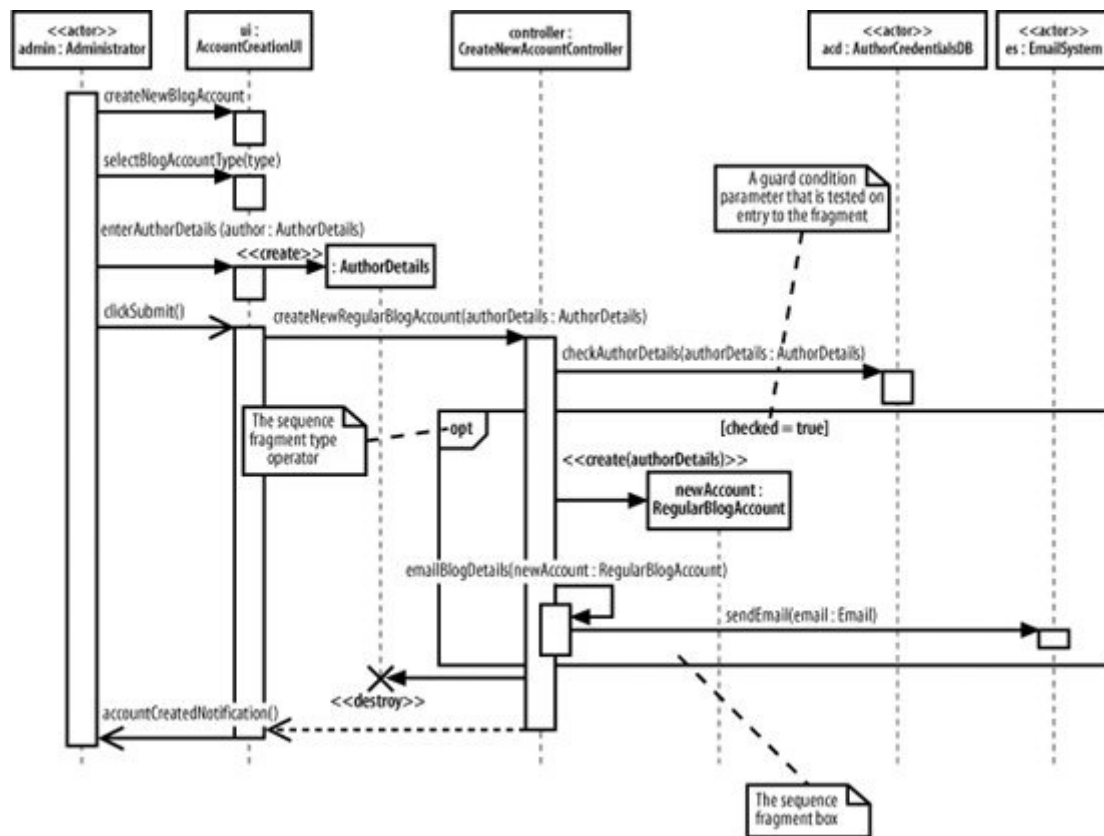 <<actor>>
admin : Administrator
ui :
AccountCreationUI
controller :
CreateNewAccountController
<<actor>>
acd : AuthorCredentialsDB
<<actor>>
es : EmailSystem
createNewBlogAccount
selectBlogAccountType(type)
A guard condition
parameter that is tested on
entry to the fragment
enterAuthorDetails (author : AuthorDetails)
<<create>>
: AuthorDetails
clickSubmit()
createNewRegularBlogAccount(authorDetails : AuthorDetails)
checkAuthorDetails(authorDetails : AuthorDetails)
The sequence
fragment type
operator
opt
[checked = true]
<<create(authorDetails)>>
newAccount :
RegularBlogAccount
emailBlogDetails(newAccount : RegularBlogAccount)
sendEmail(email : Email)
<<destroy>>
accountCreatedNotification()
The sequence
fragment box